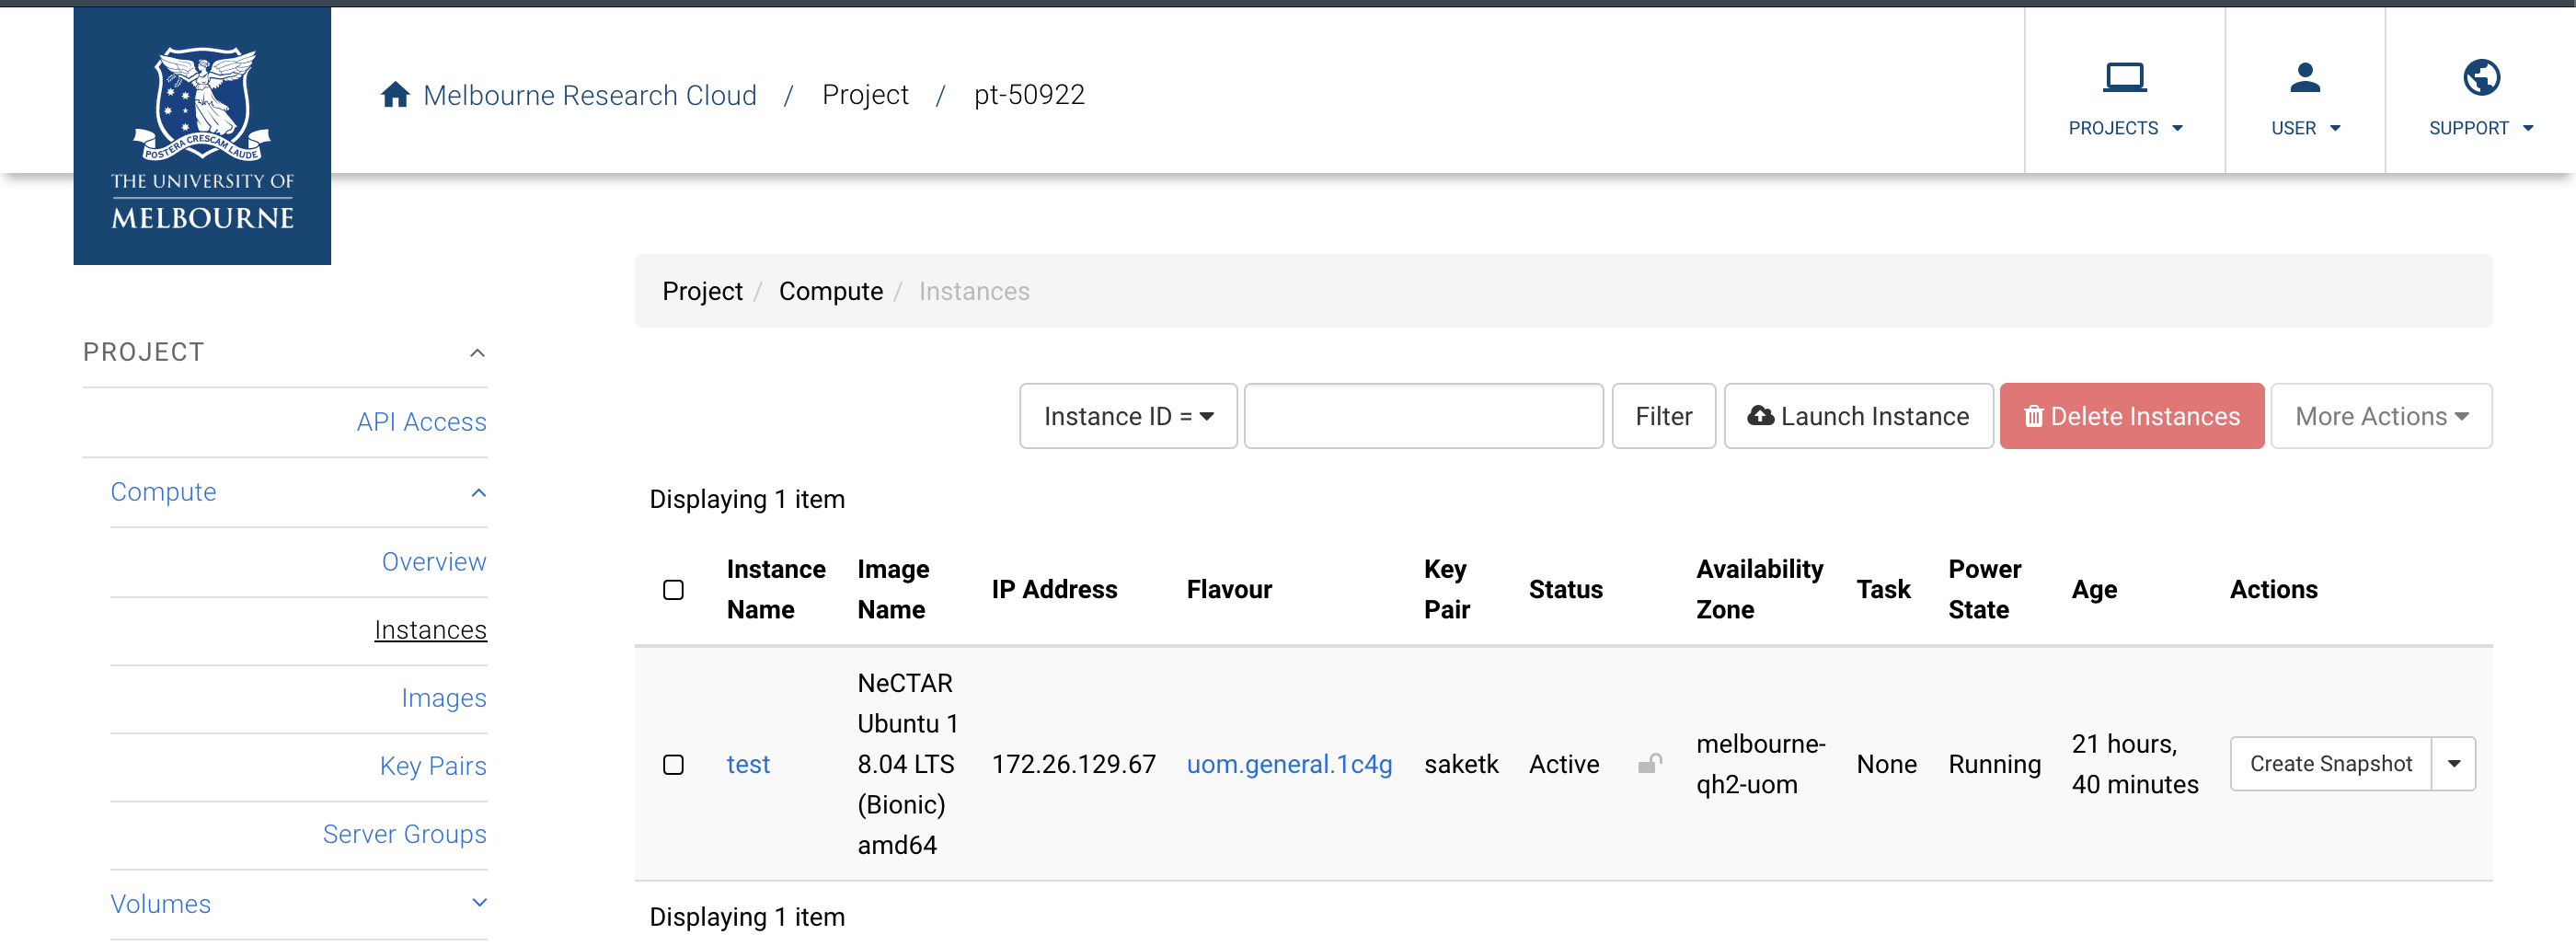 POSTERA CRESCAM LAUDE
THE UNIVERSITY OF
MELBOURNE
Melbourne Research Cloud / Project / pt-50922
PROJECTS
USER
SUPPORT
Project / Compute / Instances
PROJECT
API Access
Compute
Overview
Instances
Images
Key Pairs
Server Groups
Volumes
Instance ID =
Filter
Launch Instance
Delete Instances
More Actions
Displaying 1 item
Instance
Name
Image
Name
IP Address
Flavour
Key
Pair
Status
Availability
Zone
Task
Power
State
Age
Actions
test
NeCTAR
Ubuntu 1
8.04 LTS
(Bionic)
amd64
172.26.129.67
uom.general.1c4g
saketk
Active
melbourne-
qh2-uom
None
Running
21 hours,
40 minutes
Create Snapshot
Displaying 1 item